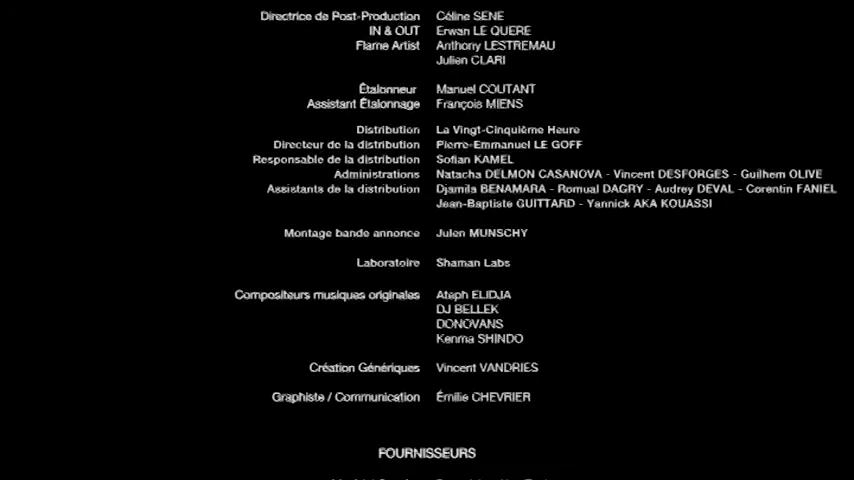 Directrice de Post-Production Céline SENE
IN & OUT Erwan LE QUERE
Flame Artist Anthony LESTREMAU
Julien CLARI
Étalonneur Manuel COUTANT
Assistant Étalonnage François MIENS
Distribution La Vingt-Cinquième Heure
Directeur de la distribution Pierre-Emmanuel LE GOFF
Responsable de la distribution Sofian KAMEL
Administrations Natacha DELMON CASANOVA - Vincent DESFORGES - Guilhem OLIVE
Assistants de la distribution Djamila BENAMARA - Romual DAGRY - Audrey DEVAL - Corentin FANIEL
Jean-Baptiste GUITTARD - Yannick AKA KOUASSI
Montage bande annonce Julen MUNSCHY
Laboratoire Shaman Labs
Compositeurs musiques originales Ateph ELIDJA
DJ BELLEK
DONOVANS
Kenma SHINDO
Création Génériques Vincent VANDRIES
Graphiste / Communication Émilie CHEVRIER
FOURNISSEURS